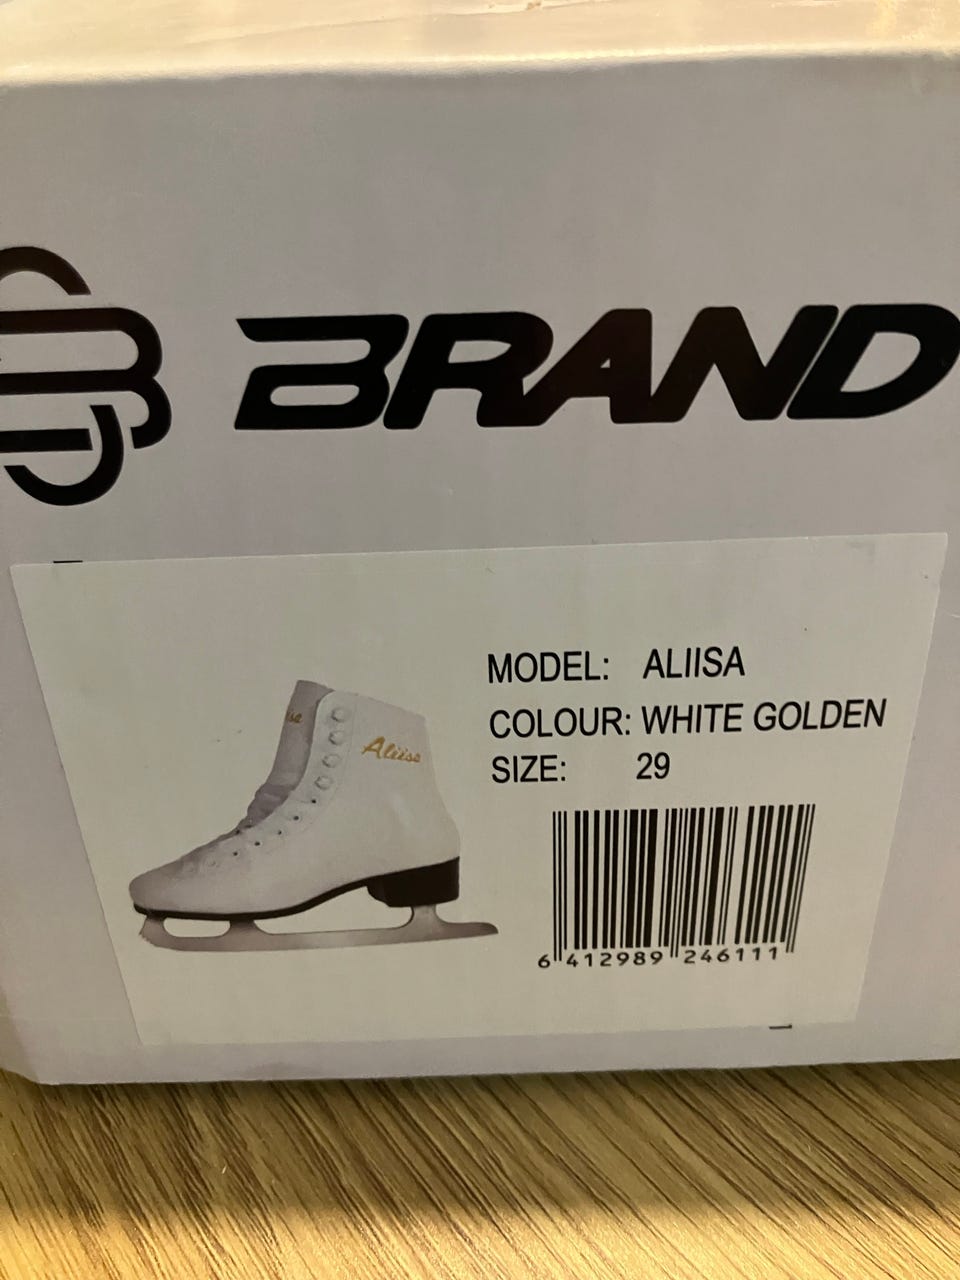 BRAND
MODEL: ALIISA
COLOUR: WHITE GOLDEN
SIZE: 29
Aliisa
6 412989 246111